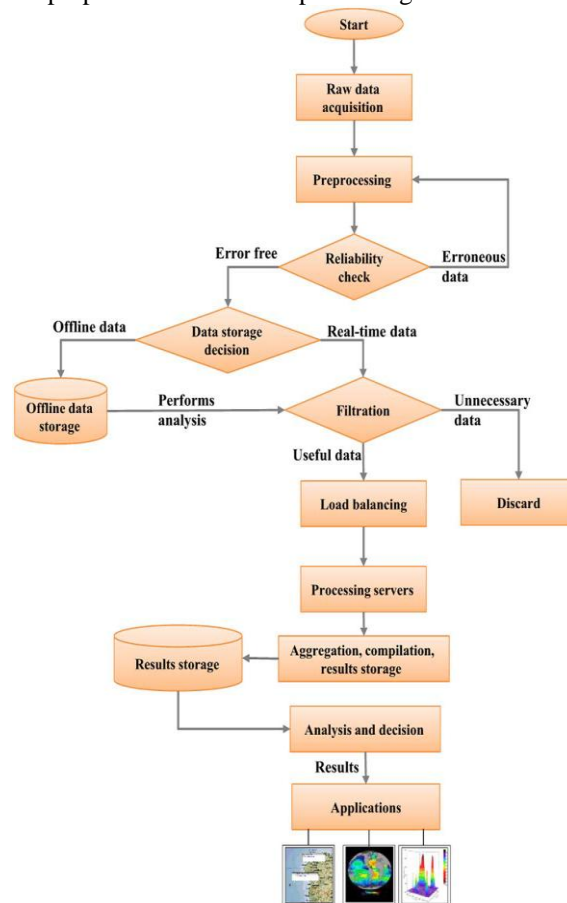 Start
Raw data
acquisition
Preprocessing
Error free
Reliability
check
Erroneous
data
Offline data
Data storage
decision
Real-time data
Offline data
storage
Performs
analysis
Filtration
Unnecessary
data
Useful data
Load balancing
Discard
Processing servers
Results storage
Aggregation, compilation,
results storage
Analysis and decision
Results
Applications